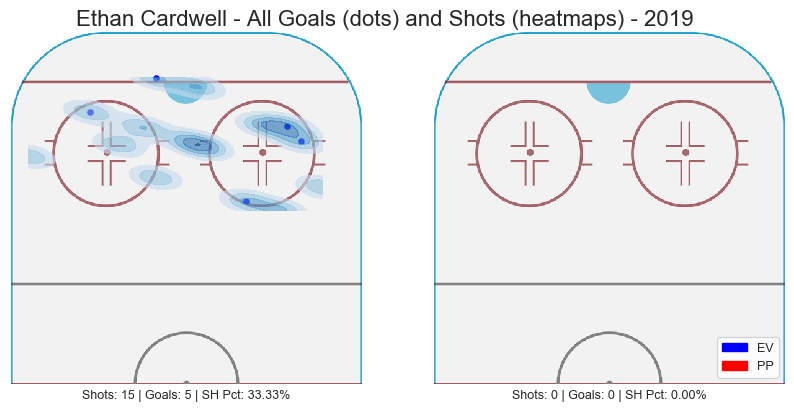 Ethan Cardwell - All Goals (dots) and Shots (heatmaps) - 2019
EV
PP
Shots: 15 | Goals: 5 | SH Pct: 33.33%
Shots: 0 | Goals: 0 | SH Pct: 0.00%